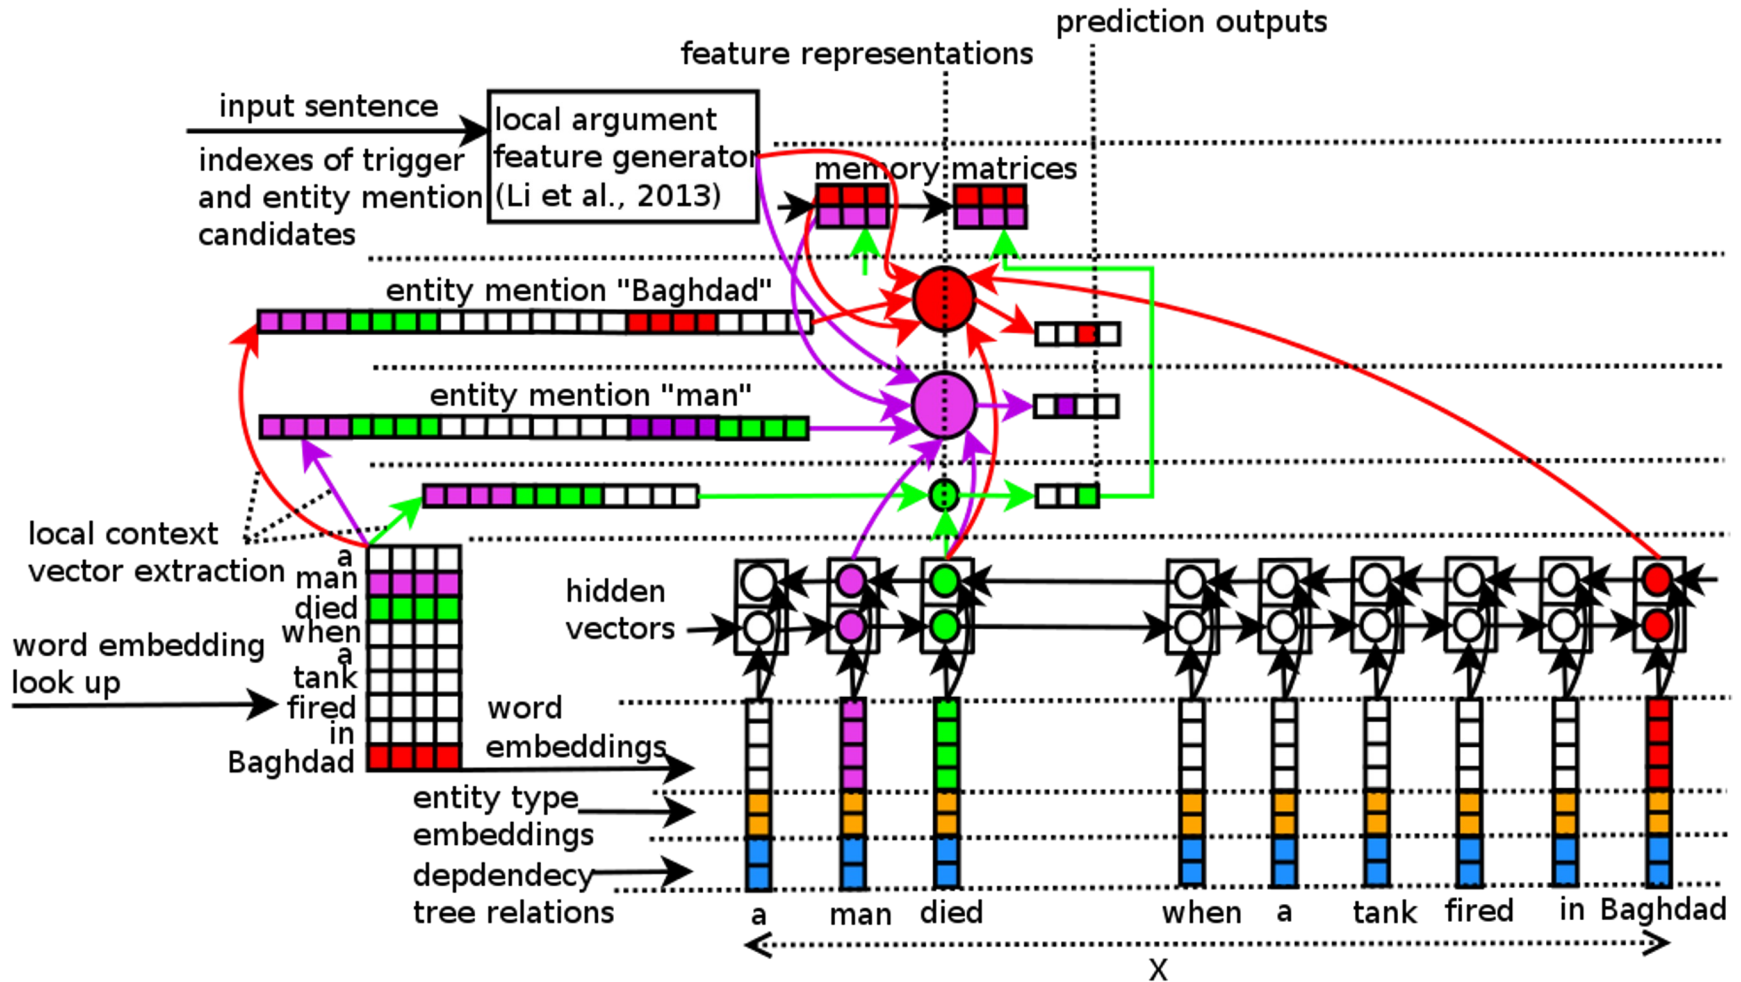 prediction outputs
feature representations
input sentence
indexes of trigger
and entity mention
candidates
local argument
feature generator
(Li et al., 2013)
memory matrices
entity mention "Baghdad"
entity mention "man"
local context
vector extraction
a
man
died
when
a
tank
fired
in
Baghdad
word embedding
look up
hidden
vectors
word
embeddings
entity type
embeddings
depdendecy
tree relations
a man died when a tank fired in Baghdad
X